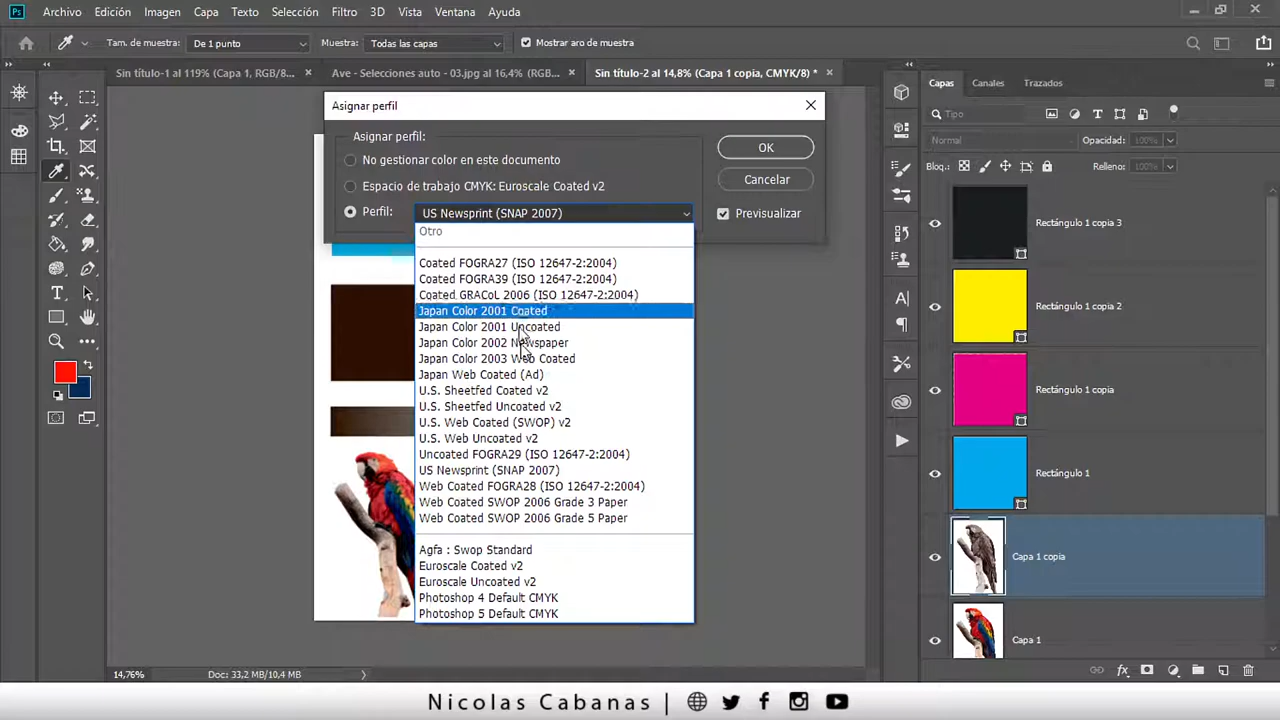 Ps Archivo Edición Imagen Capa Texto Selección Filtro 3D Vista Ventana Ayuda
Tam. de muestra: De 1 punto Muestra: Todas las capas Mostrar aro de muestra
Sin título-1 al 119% (Capa 1, RGB/8... × Ave - Selecciones auto - 03.jpg al 16,4% (RGB... × Sin título-2 al 14,8% (Capa 1 copia, CMYK/8) * ×
Asignar perfil
Asignar perfil:
No gestionar color en este documento
Espacio de trabajo CMYK: Euroscale Coated v2
Perfil: US Newsprint (SNAP 2007)
OK
Cancelar
Previsualizar
Otro
Coated FOGRA27 (ISO 12647-2:2004)
Coated FOGRA39 (ISO 12647-2:2004)
Coated GRACoL 2006 (ISO 12647-2:2004)
Japan Color 2001 Coated
Japan Color 2001 Uncoated
Japan Color 2002 Newspaper
Japan Color 2003 Web Coated
Japan Web Coated (Ad)
U.S. Sheetfed Coated v2
U.S. Sheetfed Uncoated v2
U.S. Web Coated (SWOP) v2
U.S. Web Uncoated v2
Uncoated FOGRA29 (ISO 12647-2:2004)
US Newsprint (SNAP 2007)
Web Coated FOGRA28 (ISO 12647-2:2004)
Web Coated SWOP 2006 Grade 3 Paper
Web Coated SWOP 2006 Grade 5 Paper
Agfa : Swop Standard
Euroscale Coated v2
Euroscale Uncoated v2
Photoshop 4 Default CMYK
Photoshop 5 Default CMYK
Capas Canales Trazados
Tipo
Normal Opacidad: 100%
Bloq.: Relleno: 100%
Rectángulo 1 copia 3
Rectángulo 1 copia 2
Rectángulo 1 copia
Rectángulo 1
Capa 1 copia
Capa 1
14,76% Doc: 33,2 MB/10,4 MB
Nicolas Cabanas |